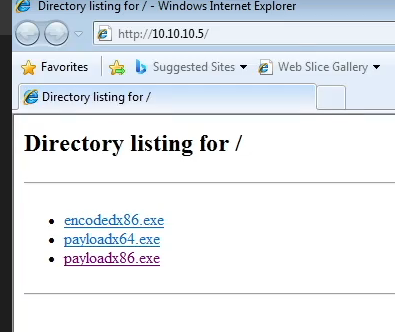 Directory listing for / - Windows Internet Explorer
http://10.10.10.5/
Favorites Suggested Sites Web Slice Gallery
Directory listing for /
Directory listing for /
encodedx86.exe
payloadx64.exe
payloadx86.exe